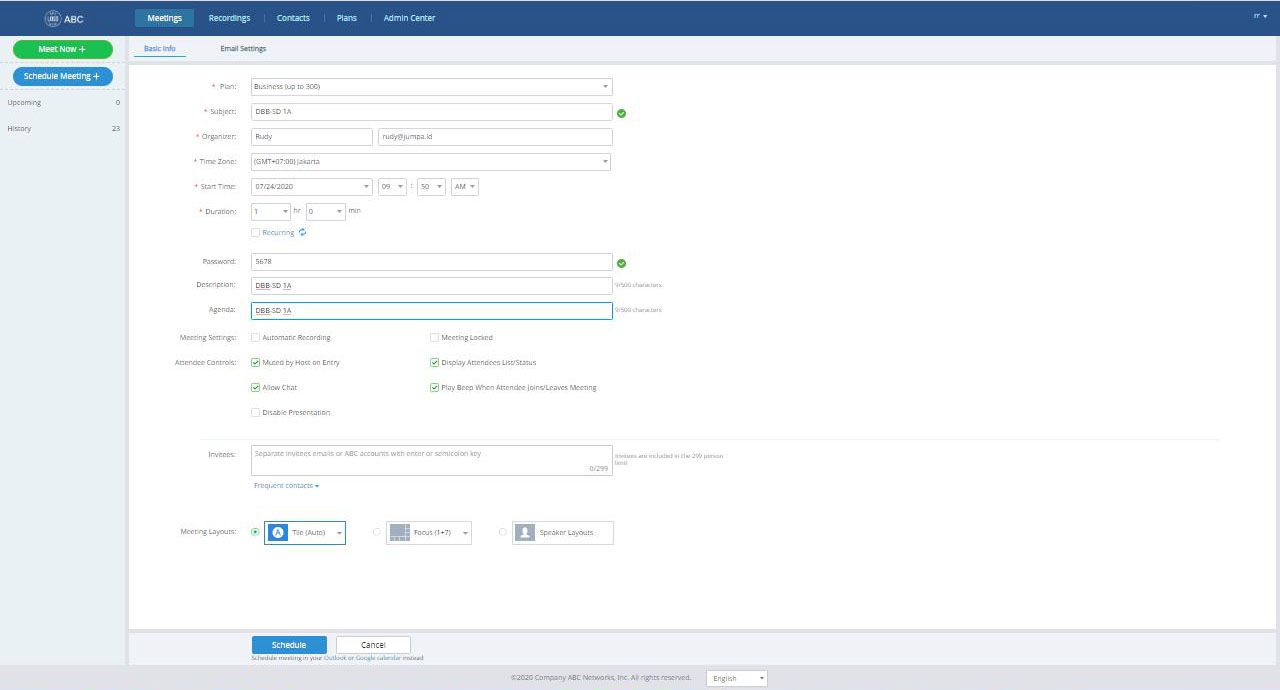 LOGO ABC
Meetings
Recordings
Contacts
Plans
Admin Center
rr
Meet Now +
Schedule Meeting +
Upcoming 0
History 23
Basic Info
Email Settings
* Plan: Business (up to 300)
* Subject: DBB-SD 1A
* Organizer: Rudy rudy@jumpa.id
* Time Zone: (GMT+07:00) Jakarta
* Start Time: 07/24/2020 09 : 50 AM
* Duration: 1 hr 0 min
Recurring
Password: 5678
Description: DBB-SD 1A 9/500 characters
Agenda: DBB-SD 1A 9/500 characters
Meeting Settings: Automatic Recording Meeting Locked
Attendee Controls: Muted by Host on Entry Display Attendees List/Status
Allow Chat Play Beep When Attendee Joins/Leaves Meeting
Disable Presentation
Invitees: Separate invitees emails or ABC accounts with enter or semicolon key
0/299
Invitees are included in the 299 person
limit
Frequent contacts
Meeting Layouts: A Tile (Auto) Focus (1+7) Speaker Layouts
Schedule Cancel
Schedule meeting in your Outlook or Google calendar instead
©2020 Company ABC Networks, Inc. All rights reserved. English